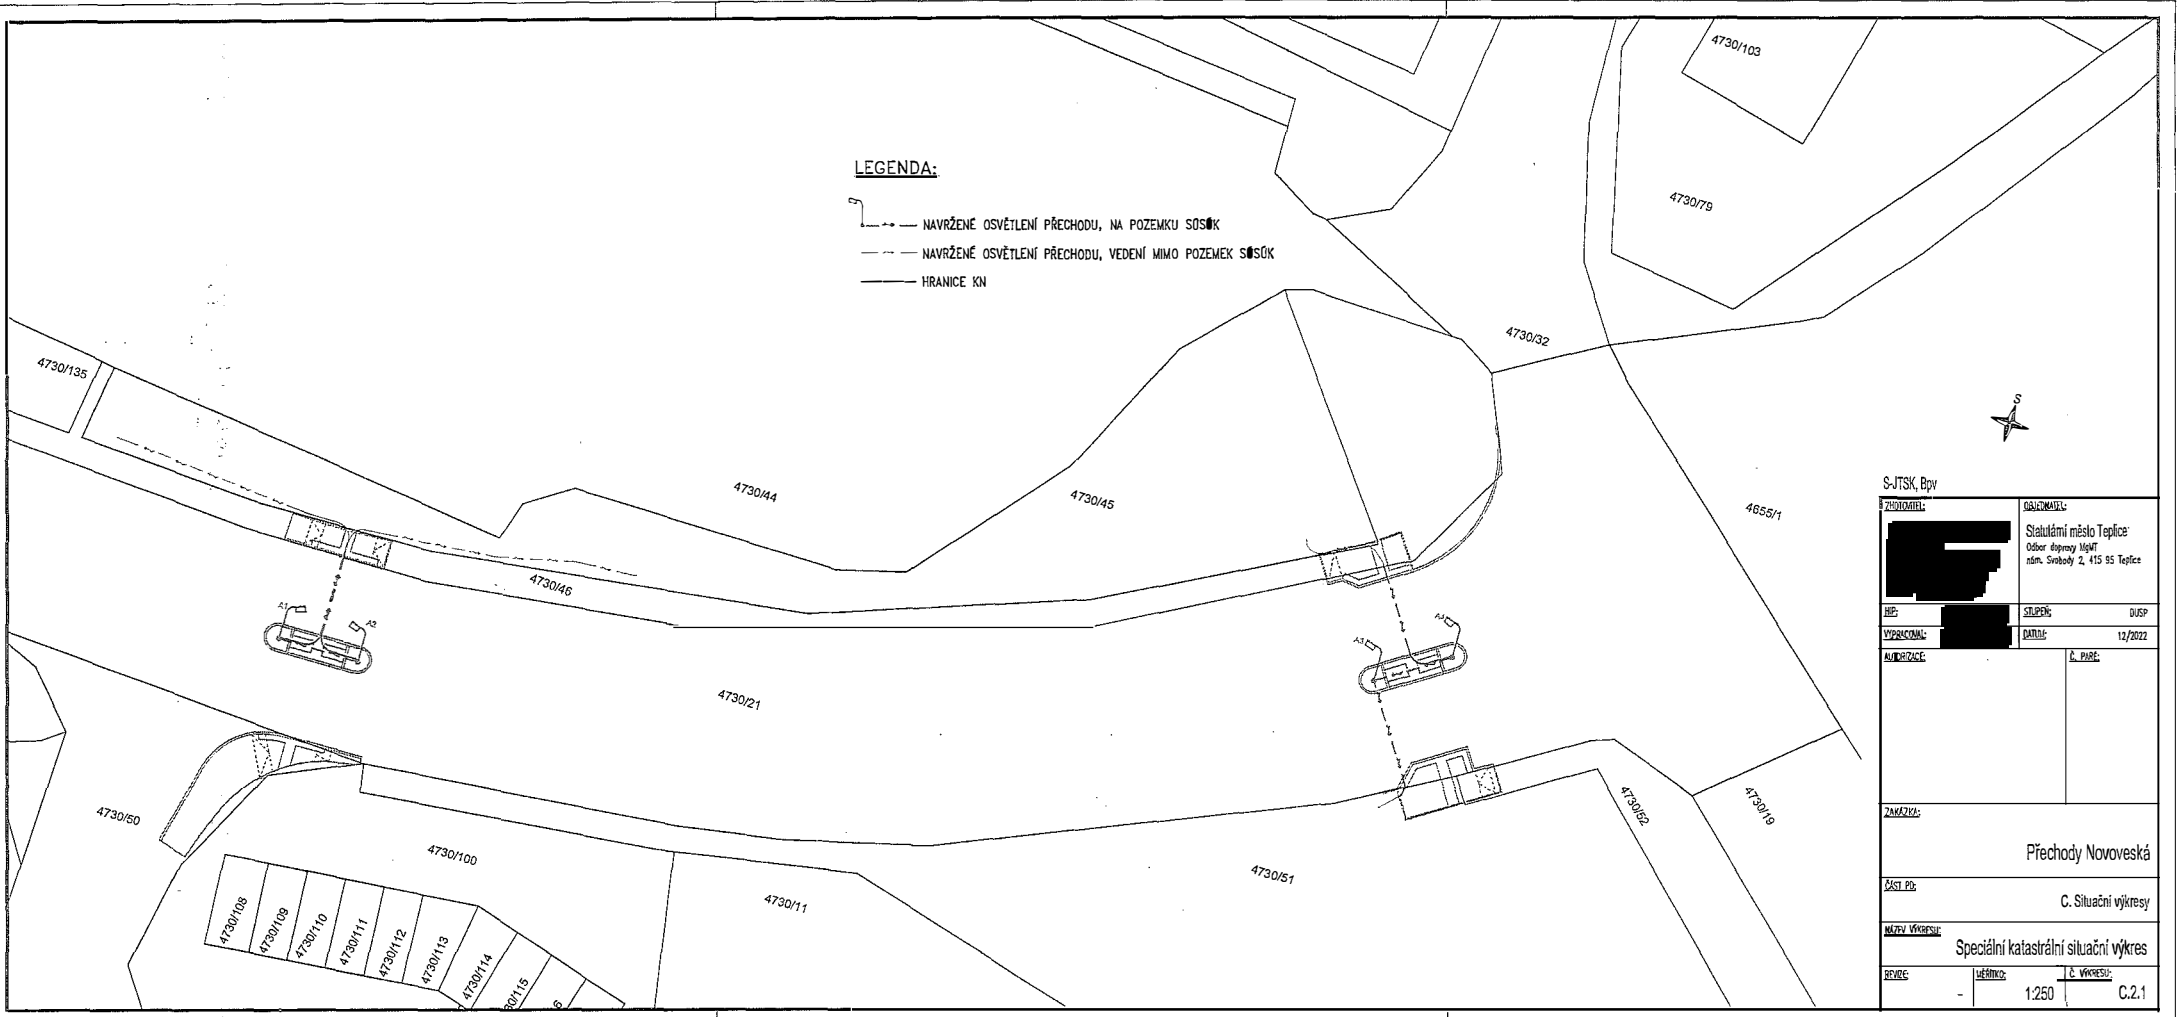 4730/103
LEGENDA:
NAVRŽENÉ OSVĚTLENÍ PŘECHODU, NA POZEMKU
NAVRŽENÉ OSVĚTLENÍ PŘECHODU, VEDENÍ MIMO POZEMEK
HRANICE KN
4730/79
4730/32
4730/135
4730/44
4730/45
4655/1
S
4730/46
A1
A2
A3
4730/21
4730/50
4730/100
4730/11
4730/51
4730/52
4730/19
4730/108
4730/109
4730/110
4730/111
4730/112
4730/113
4730/114
0/115
6
S-JTSK, Bpv
ZHOTOVITEL:
OBJEDNATEL:
Statutární město Teplice
Odbor dopravy MgMT
nám. Svobody 2, 415 95 Teplice
HIP:
STUPEŇ: DUSP
VYPRACOVAL:
DATUM: 12/2022
AUTORIZACE:
Č. PARÉ:
ZAKÁZKA:
Přechody Novoveská
ČÁST PD:
C. Situační výkresy
NÁZEV VÝKRESU:
Speciální katastrální situační výkres
REVIZE: -
MĚŘÍTKO: 1:250
Č. VÝKRESU: C.2.1